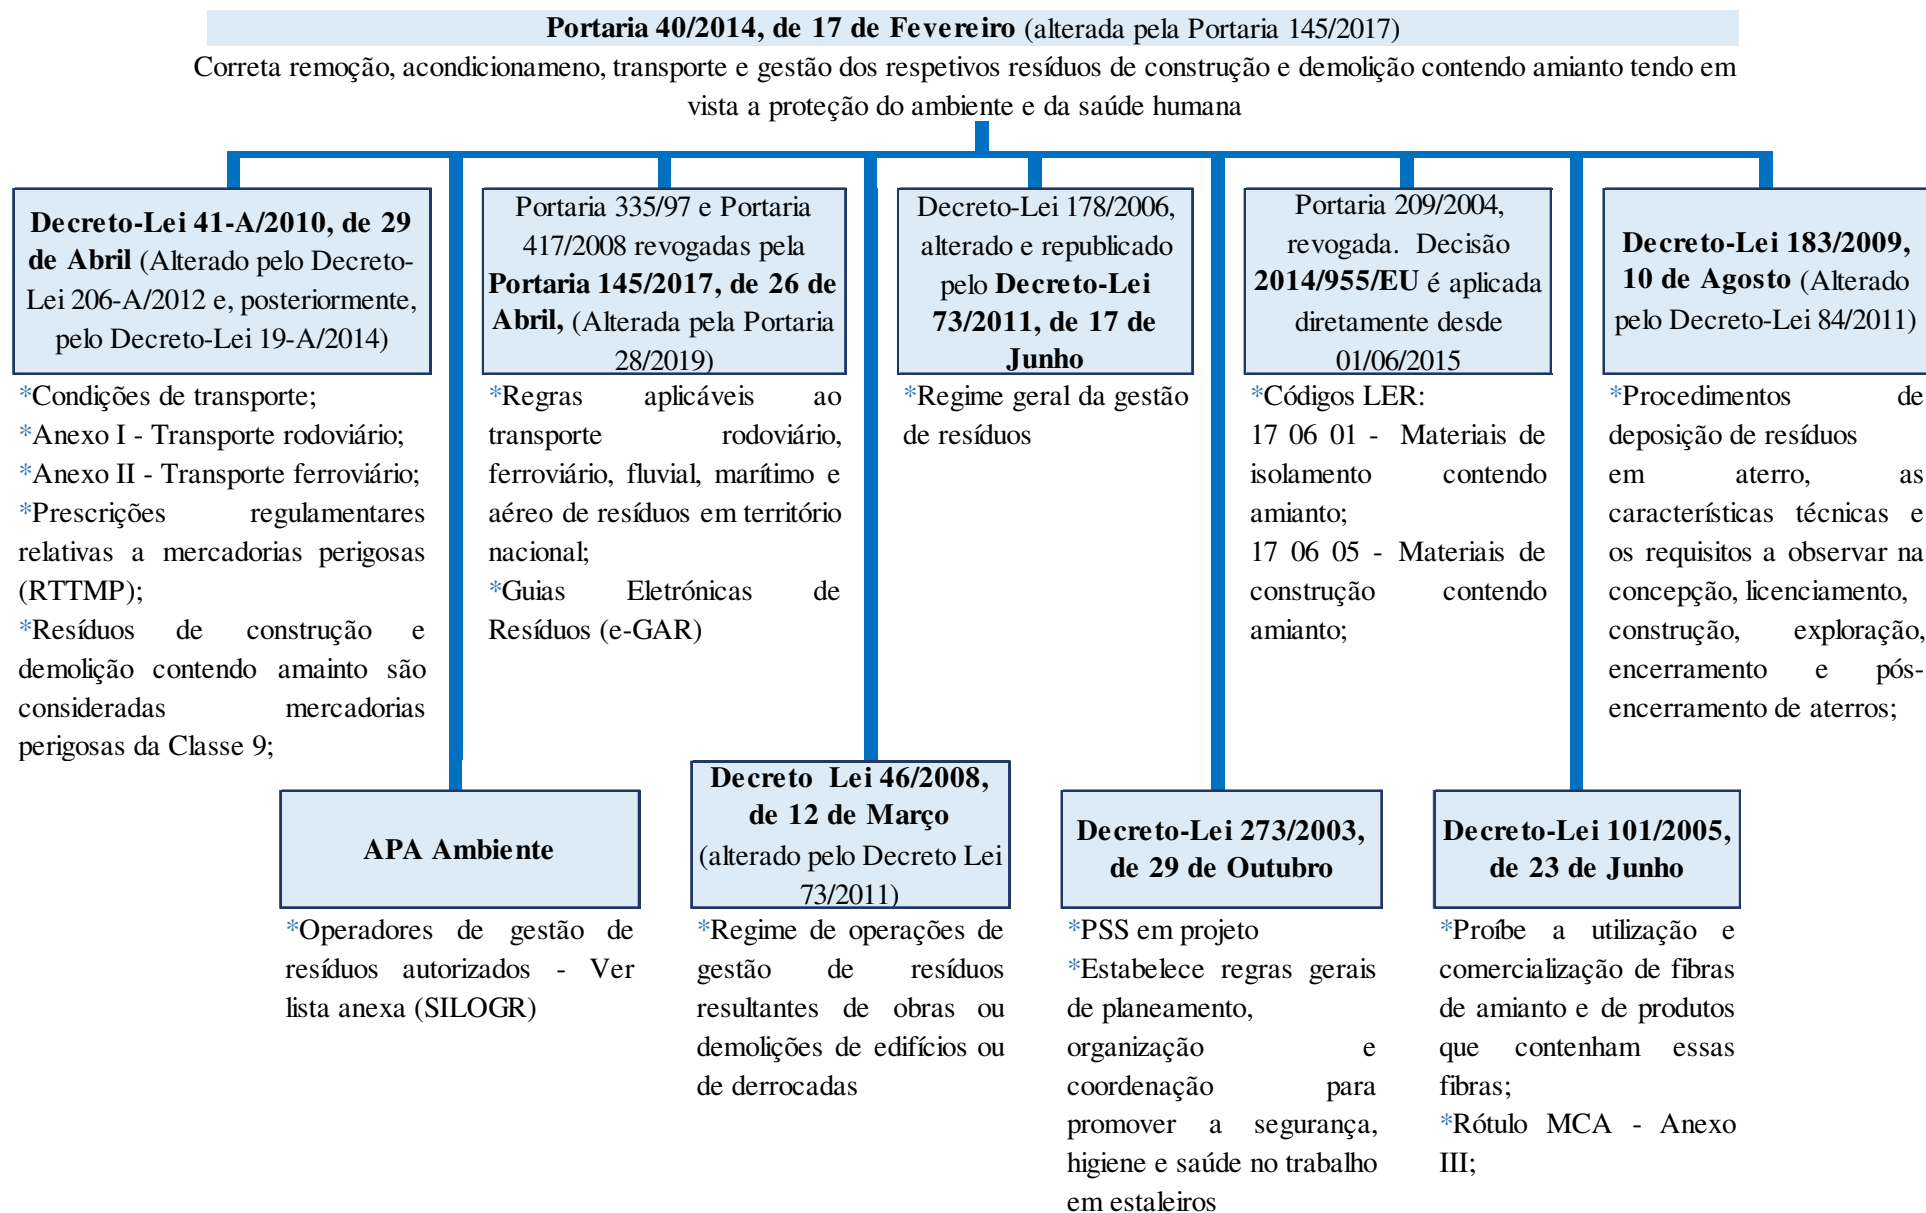 Portaria 40/2014, de 17 de Fevereiro (alterada pela Portaria 145/2017)
Correta remoção, acondicionameno, transporte e gestão dos respetivos resíduos de construção e demolição contendo amianto tendo em
vista a proteção do ambiente e da saúde humana
Decreto-Lei 41-A/2010, de 29
de Abril (Alterado pelo Decreto-
Lei 206-A/2012 e, posteriormente,
pelo Decreto-Lei 19-A/2014)
*Condições de transporte;
*Anexo I - Transporte rodoviário;
*Anexo II - Transporte ferroviário;
*Prescrições regulamentares
relativas a mercadorias perigosas
(RTTMP);
*Resíduos de construção e
demolição contendo amainto são
consideradas mercadorias
perigosas da Classe 9;
Portaria 335/97 e Portaria
417/2008 revogadas pela
Portaria 145/2017, de 26 de
Abril, (Alterada pela Portaria
28/2019)
*Regras aplicáveis ao
transporte rodoviário,
ferroviário, fluvial, marítimo e
aéreo de resíduos em território
nacional;
*Guias Eletrónicas de
Resíduos (e-GAR)
Decreto-Lei 178/2006,
alterado e republicado
pelo Decreto-Lei
73/2011, de 17 de
Junho
*Regime geral da gestão
de resíduos
Portaria 209/2004,
revogada. Decisão
2014/955/EU é aplicada
diretamente desde
01/06/2015
*Códigos LER:
17 06 01 - Materiais de
isolamento contendo
amianto;
17 06 05 - Materiais de
construção contendo
amianto;
Decreto-Lei 183/2009,
10 de Agosto (Alterado
pelo Decreto-Lei 84/2011)
*Procedimentos de
deposição de resíduos
em aterro, as
características técnicas e
os requisitos a observar na
concepção, licenciamento,
construção, exploração,
encerramento e pós-
encerramento de aterros;
APA Ambiente
*Operadores de gestão de
resíduos autorizados - Ver
lista anexa (SILOGR)
Decreto Lei 46/2008,
de 12 de Março
(alterado pelo Decreto Lei
73/2011)
*Regime de operações de
gestão de resíduos
resultantes de obras ou
demolições de edifícios ou
de derrocadas
Decreto-Lei 273/2003,
de 29 de Outubro
*PSS em projeto
*Estabelece regras gerais
de planeamento,
organização e
coordenação para
promover a segurança,
higiene e saúde no trabalho
em estaleiros
Decreto-Lei 101/2005,
de 23 de Junho
*Proíbe a utilização e
comercialização de fibras
de amianto e de produtos
que contenham essas
fibras;
*Rótulo MCA - Anexo
III;